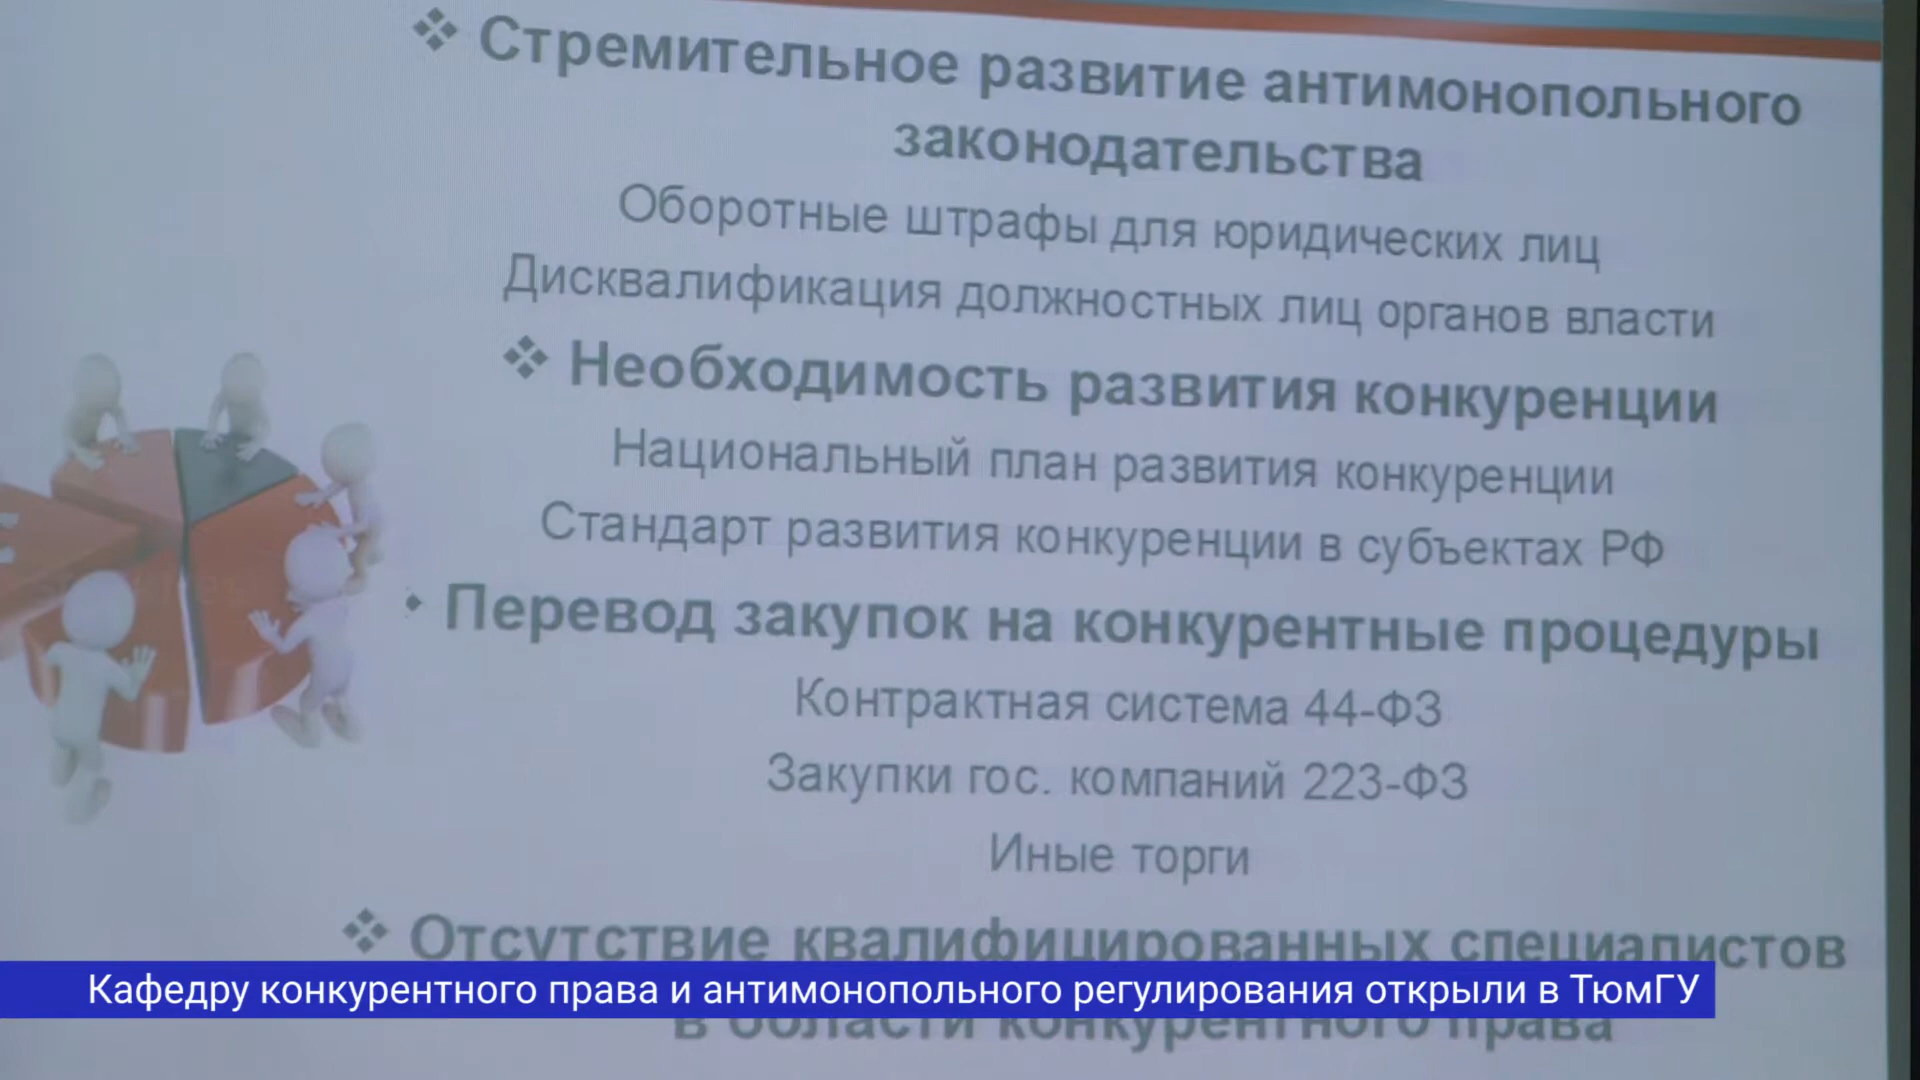 ❖ Стремительное развитие антимонопольного
законодательства
Оборотные штрафы для юридических лиц
Дисквалификация должностных лиц органов власти
❖ Необходимость развития конкуренции
Национальный план развития конкуренции
Стандарт развития конкуренции в субъектах РФ
• Перевод закупок на конкурентные процедуры
Контрактная система 44-ФЗ
Закупки гос. компаний 223-ФЗ
Иные торги
❖ Отсутствие квалифицированных специалистов
Кафедру конкурентного права и антимонопольного регулирования открыли в ТюмГУ
в области конкурентного права